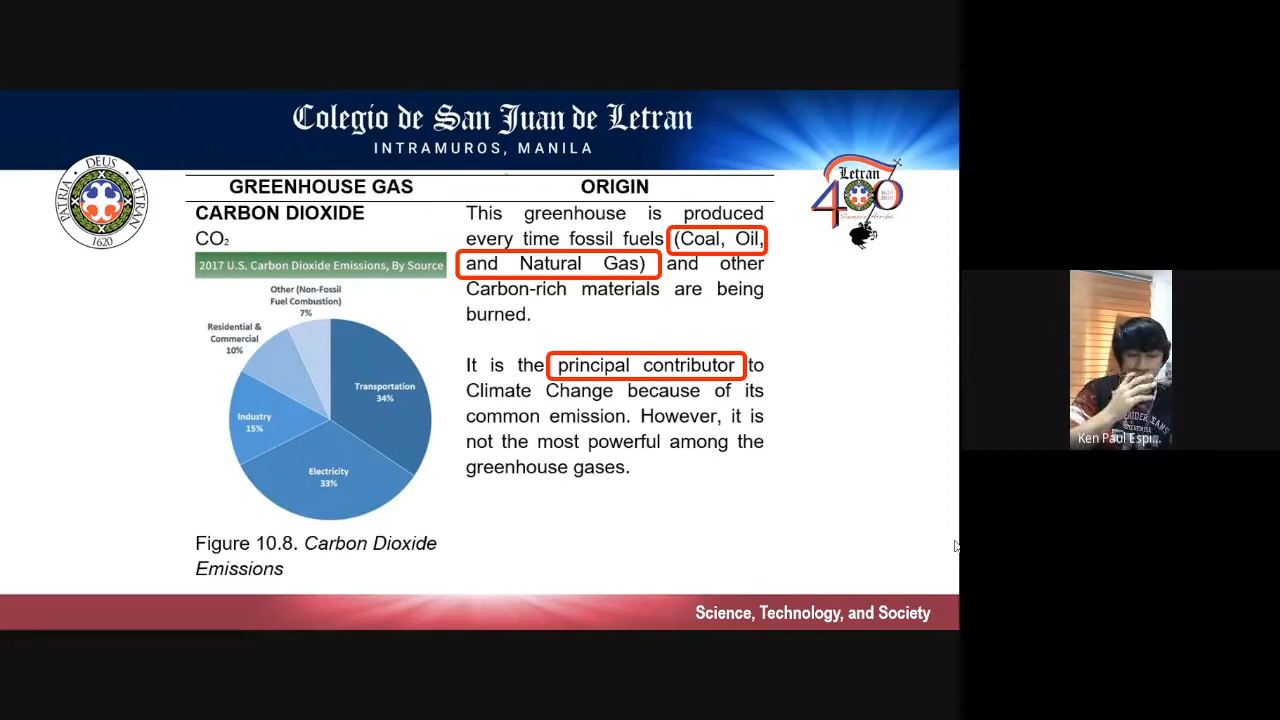 Colegio de San Juan de Letran
INTRAMUROS, MANILA
DEUS
PATRIA
LETRAN
1620
Letran
400
GREENHOUSE GAS
ORIGIN
CARBON DIOXIDE
CO₂
2017 U.S. Carbon Dioxide Emissions, By Source
Other (Non-Fossil
Fuel Combustion)
7%
Residential &
Commercial
10%
Transportation
34%
Industry
15%
Electricity
33%
Figure 10.8. Carbon Dioxide
Emissions
This greenhouse is produced
every time fossil fuels (Coal, Oil,
and Natural Gas) and other
Carbon-rich materials are being
burned.
It is the principal contributor to
Climate Change because of its
common emission. However, it is
not the most powerful among the
greenhouse gases.
Science, Technology, and Society
Ken Paul Espi...